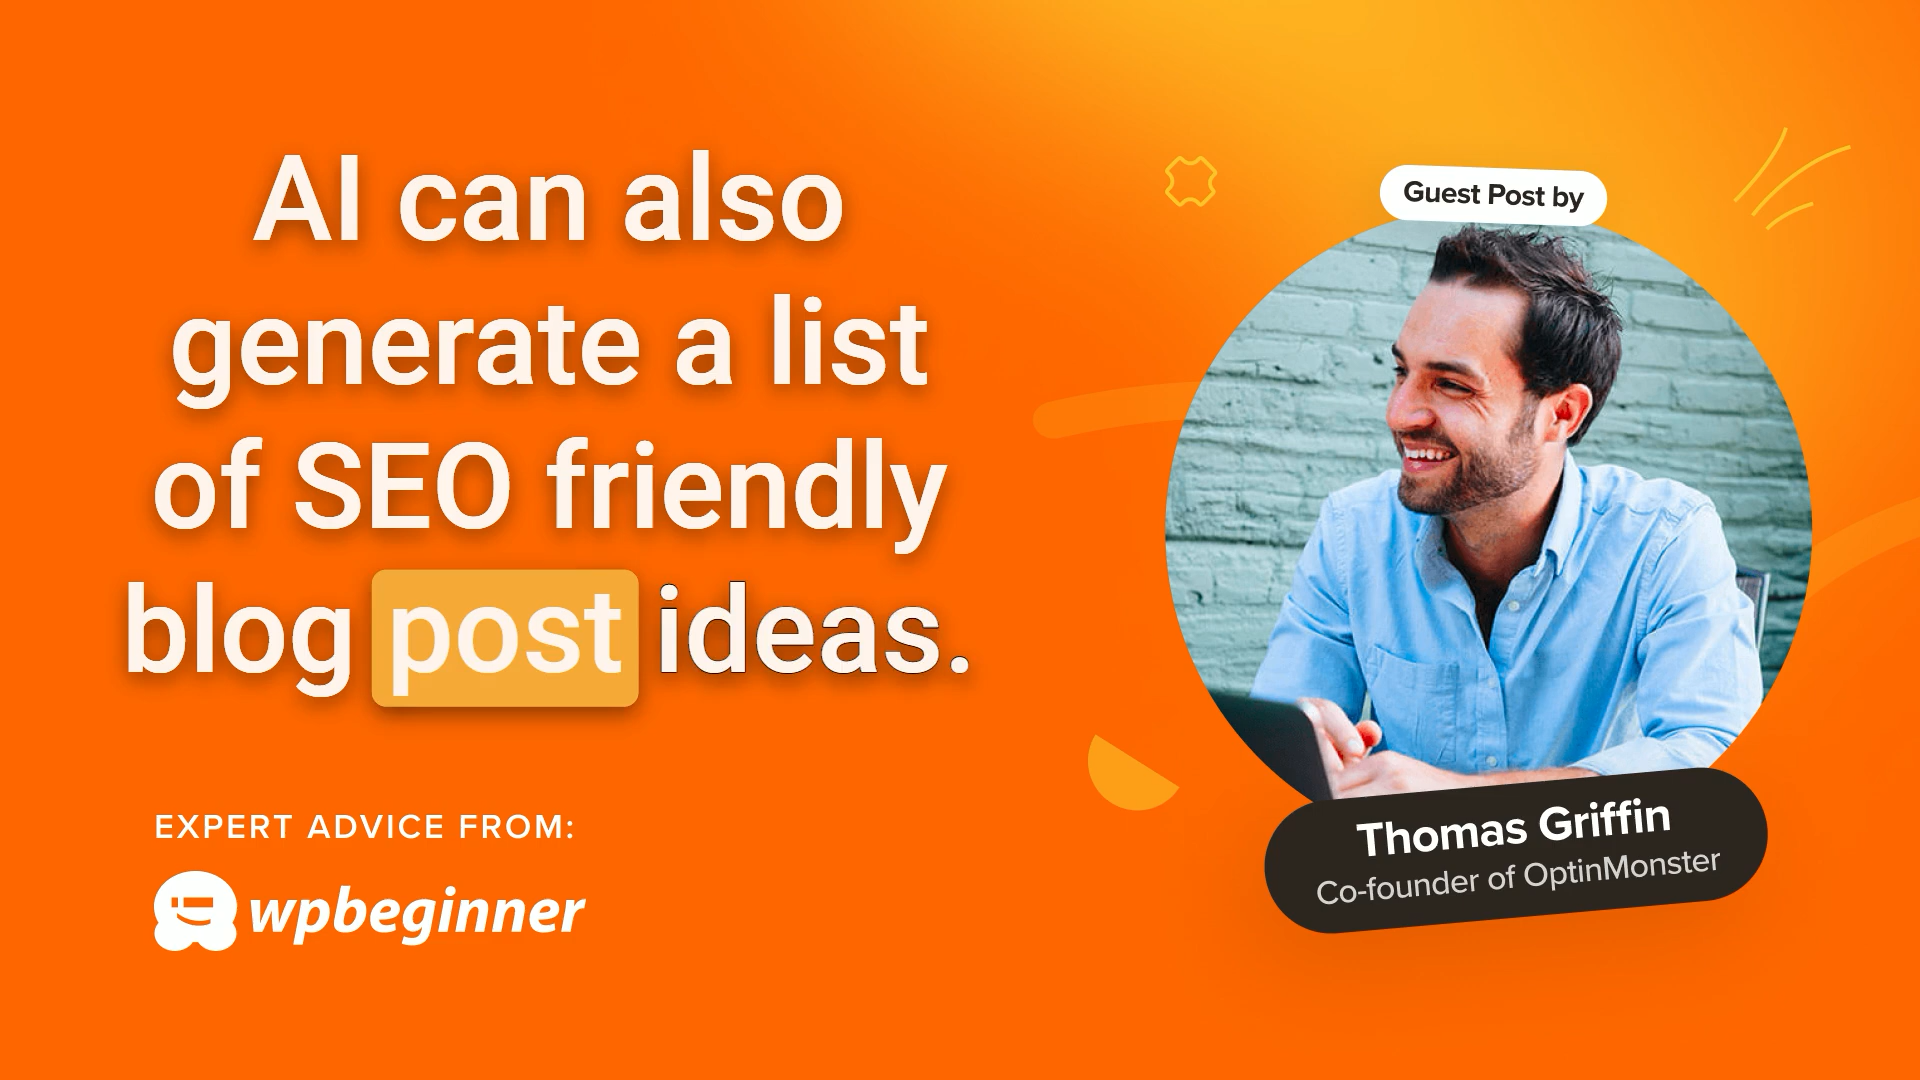 AI can also
generate a list
of SEO friendly
blog post ideas.
EXPERT ADVICE FROM:
wpbeginner
Guest Post by
Thomas Griffin
Co-founder of OptinMonster